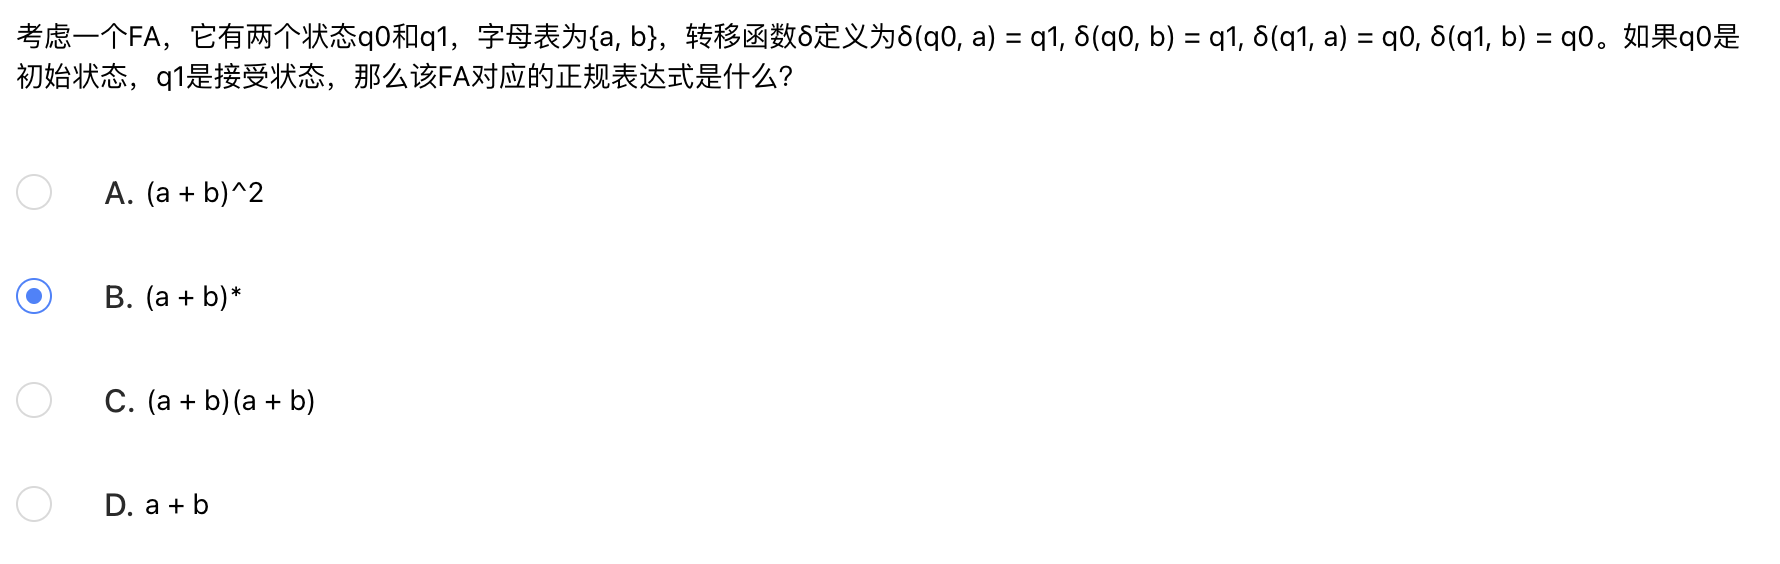 考虑一个FA，它有两个状态q0和q1，字母表为{a, b}，转移函数δ定义为δ(q0, a) = q1, δ(q0, b) = q1, δ(q1, a) = q0, δ(q1, b) = q0。如果q0是
初始状态，q1是接受状态，那么该FA对应的正规表达式是什么？
A. (a + b)^2
B. (a + b)*
C. (a + b)(a + b)
D. a + b